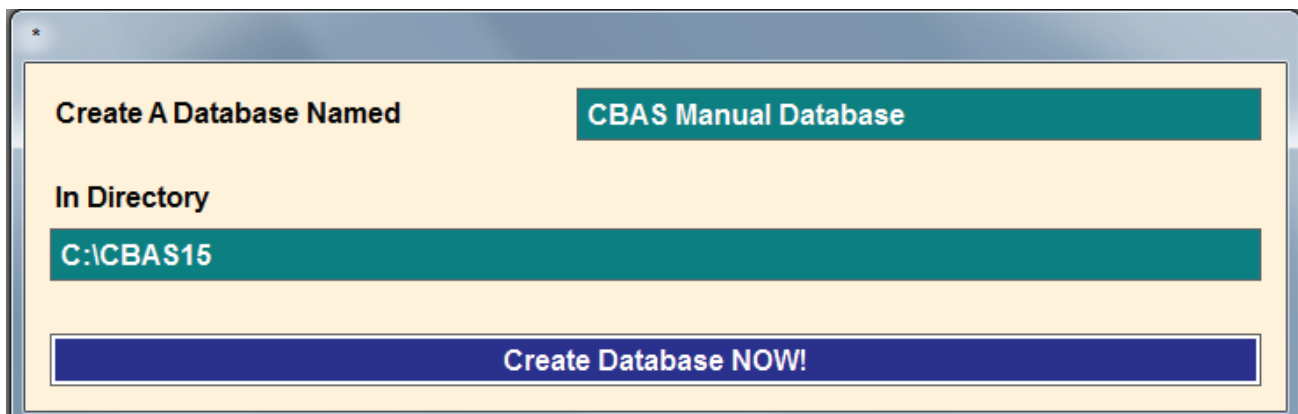 *
Create A Database Named
CBAS Manual Database
In Directory
C:\CBAS15
Create Database NOW!